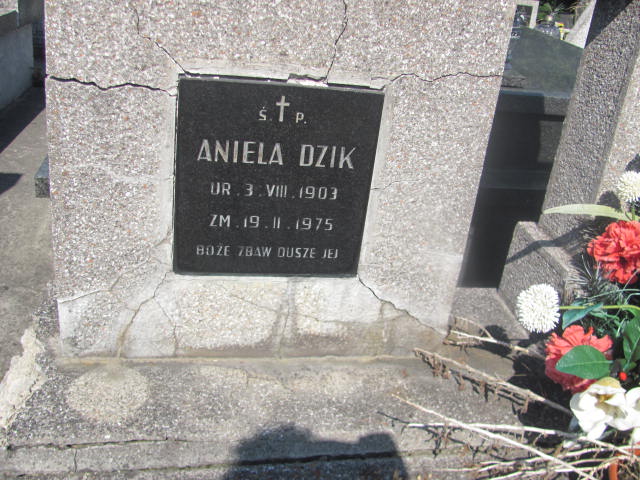 Ś. P.
ANIELA DZIK
UR. 3. VIII. 1903
ZM. 19. II. 1975
BOŻE ZBAW DUSZE JEJ